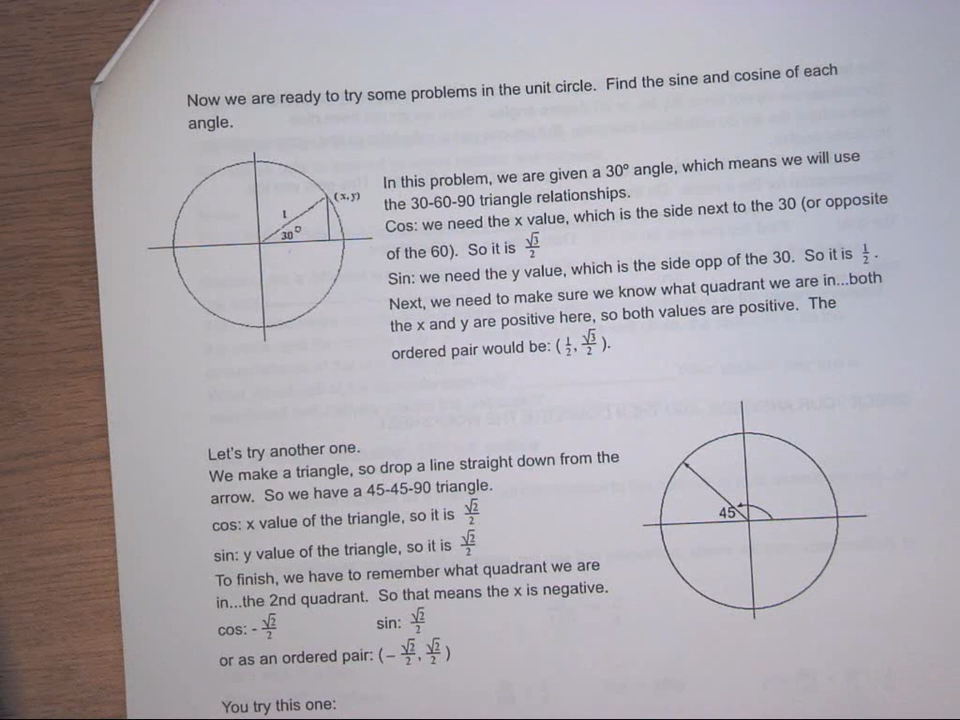 Now we are ready to try some problems in the unit circle. Find the sine and cosine of each
angle.
(x,y)
1
30°
In this problem, we are given a 30º angle, which means we will use
the 30-60-90 triangle relationships.
Cos: we need the x value, which is the side next to the 30 (or opposite
of the 60). So it is √3/2
Sin: we need the y value, which is the side opp of the 30. So it is 1/2.
Next, we need to make sure we know what quadrant we are in...both
the x and y are positive here, so both values are positive. The
ordered pair would be: (1/2, √3/2).
Let's try another one.
We make a triangle, so drop a line straight down from the
arrow. So we have a 45-45-90 triangle.
cos: x value of the triangle, so it is √2/2
sin: y value of the triangle, so it is √2/2
To finish, we have to remember what quadrant we are
in...the 2nd quadrant. So that means the x is negative.
cos: - √2/2 sin: √2/2
or as an ordered pair: (- √2/2, √2/2)
45
You try this one: